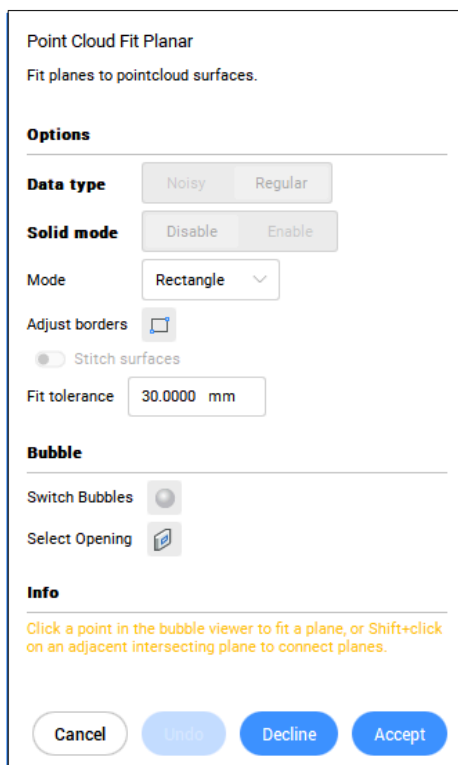 Point Cloud Fit Planar
Fit planes to pointcloud surfaces.
Options
Data type Noisy Regular
Solid mode Disable Enable
Mode Rectangle
Adjust borders
Stitch surfaces
Fit tolerance 30.0000 mm
Bubble
Switch Bubbles
Select Opening
Info
Click a point in the bubble viewer to fit a plane, or Shift+click
on an adjacent intersecting plane to connect planes.
Cancel Undo Decline Accept